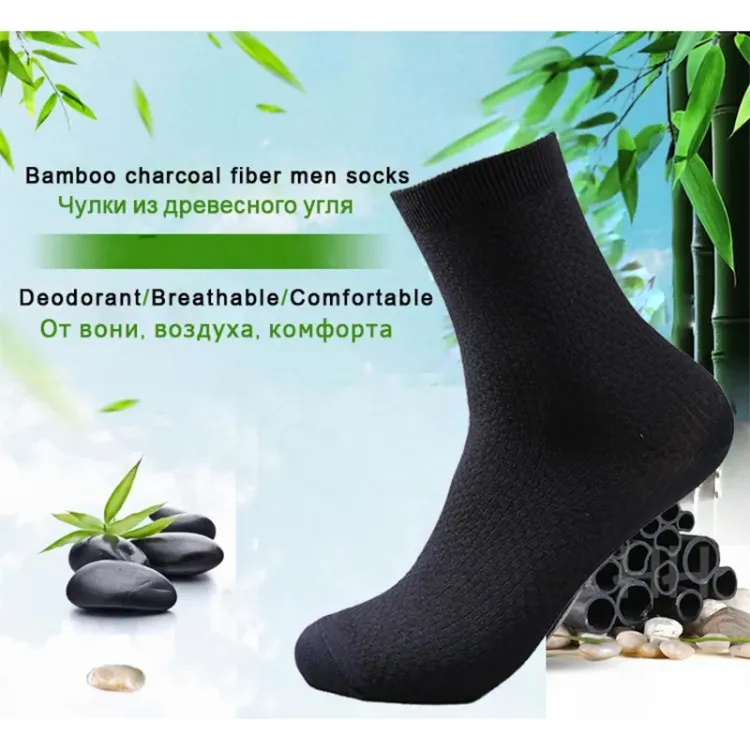 Bamboo charcoal fiber men socks
Чулки из древесного угля
Deodorant/Breathable/Comfortable
От вони, воздуха, комфорта